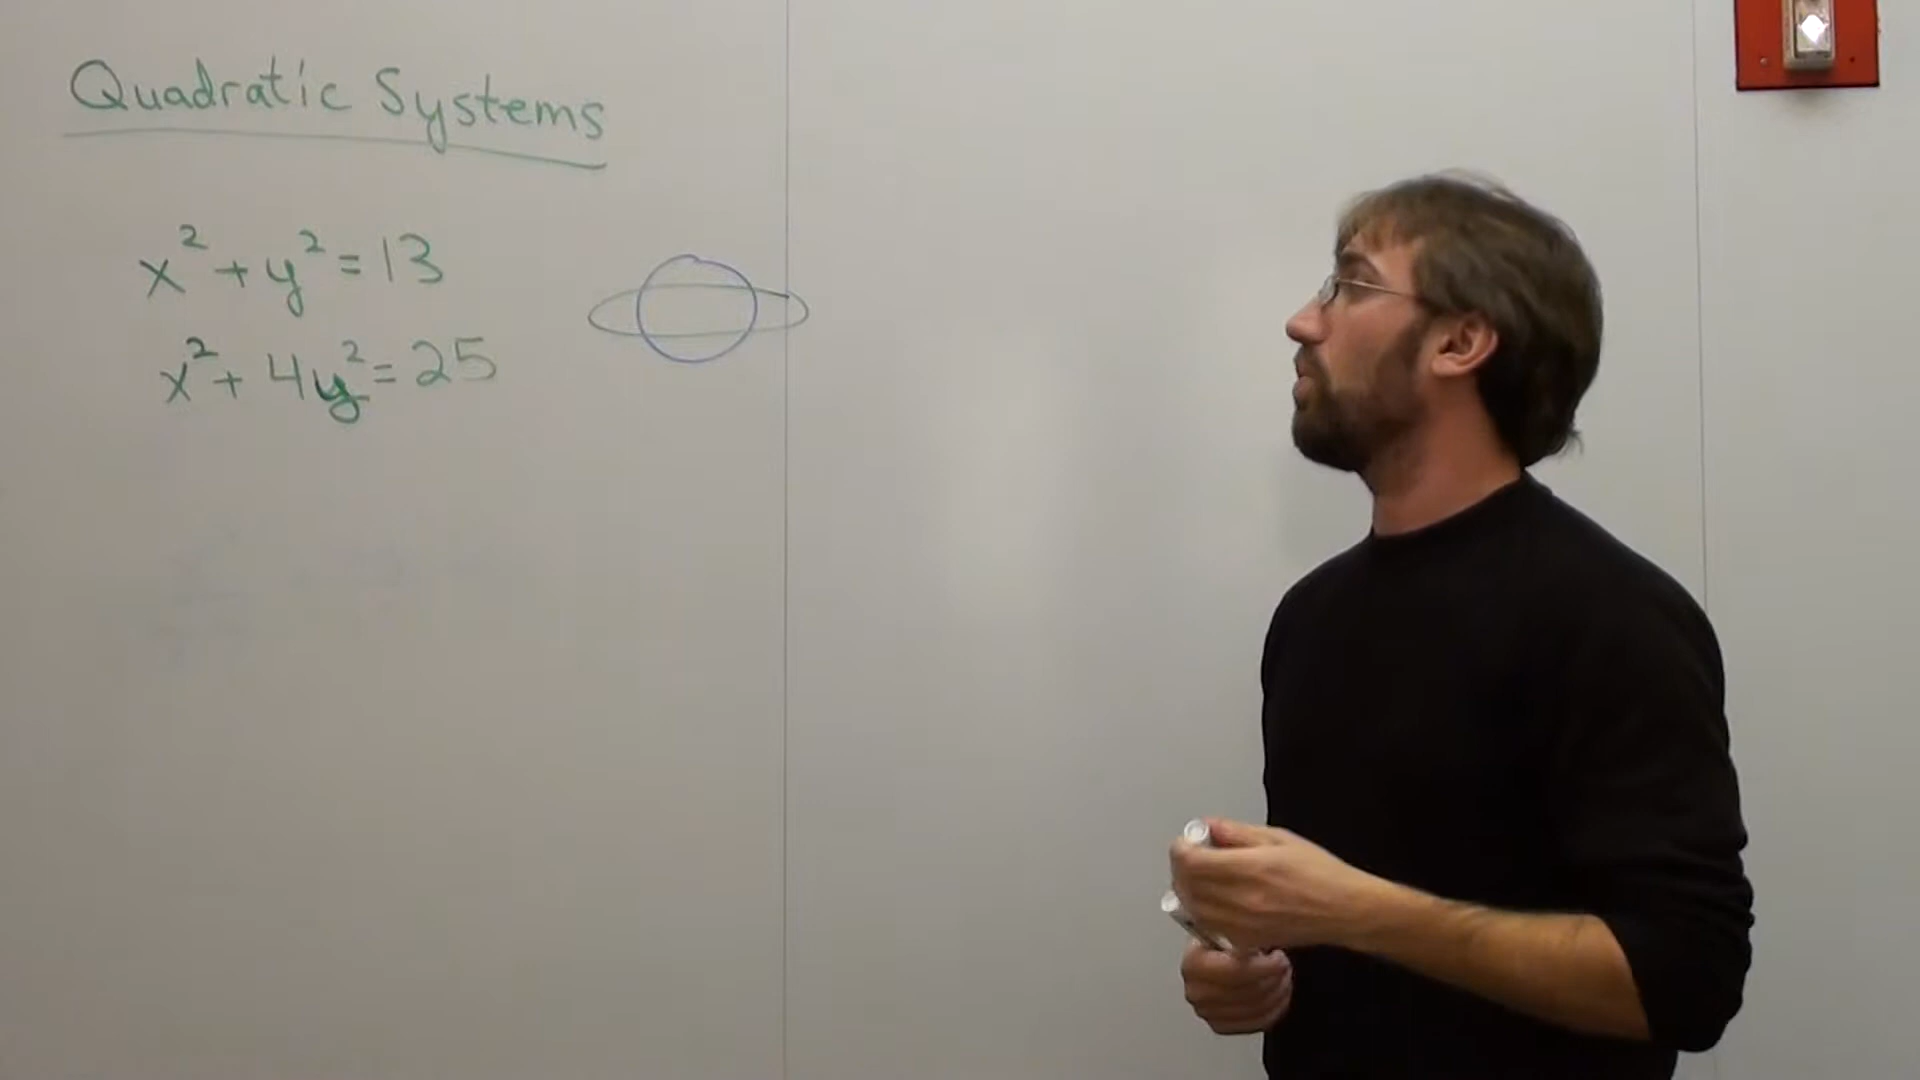 Quadratic Systems
x² + y² = 13
x² + 4y² = 25